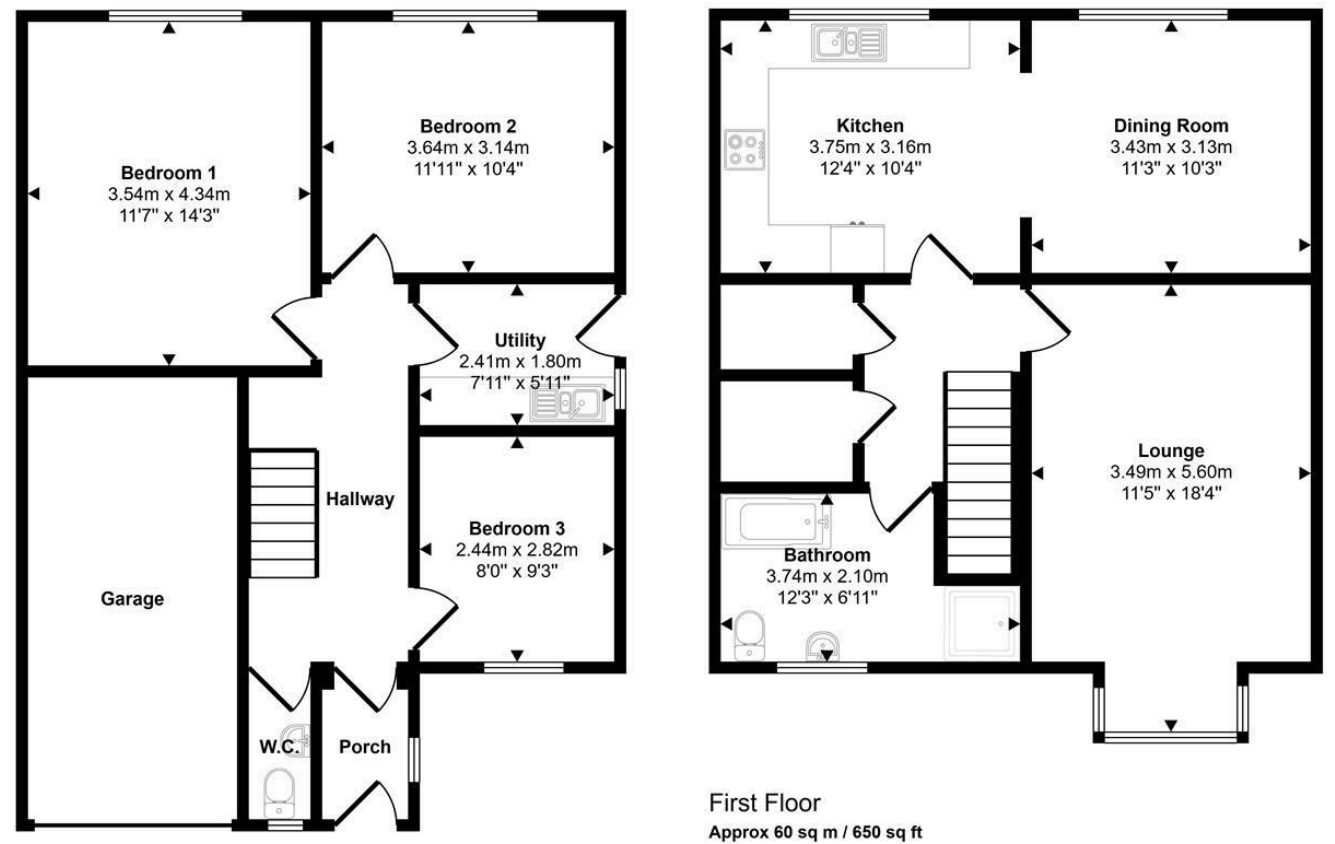 Bedroom 1
3.54m x 4.34m
11'7" x 14'3"
Bedroom 2
3.64m x 3.14m
11'11" x 10'4"
Utility
2.41m x 1.80m
7'11" x 5'11"
Hallway
Bedroom 3
2.44m x 2.82m
8'0" x 9'3"
Garage
W.C.
Porch
Kitchen
3.75m x 3.16m
12'4" x 10'4"
Dining Room
3.43m x 3.13m
11'3" x 10'3"
Lounge
3.49m x 5.60m
11'5" x 18'4"
Bathroom
3.74m x 2.10m
12'3" x 6'11"
First Floor
Approx 60 sq m / 650 sq ft